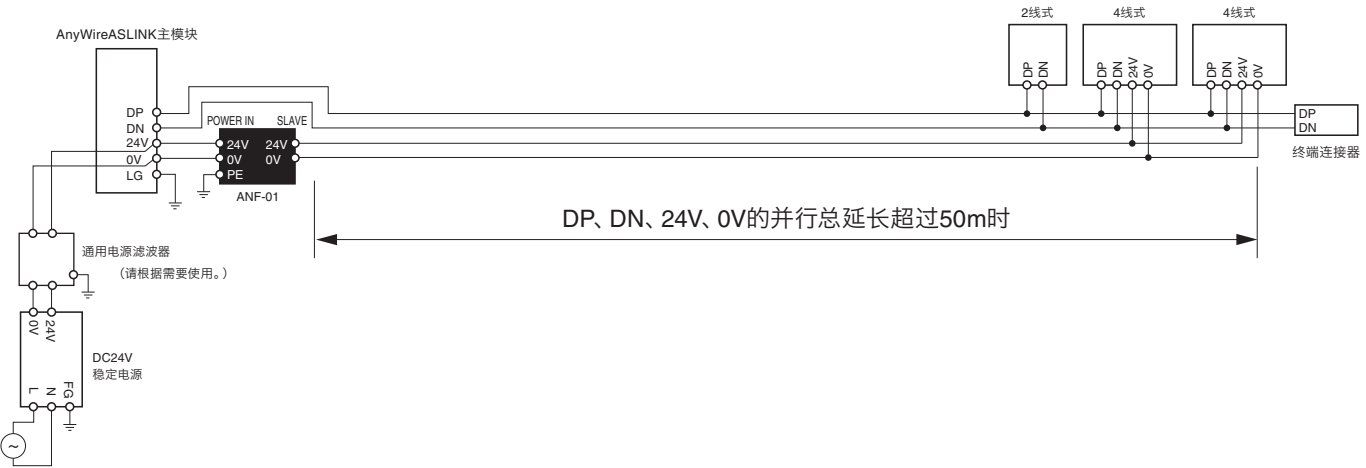 2线式
4线式
4线式
AnyWireASLINK主模块
DP
DN
DP
DN
24V
0V
DP
DN
24V
0V
DP
DN
24V
0V
LG
POWER IN
SLAVE
24V
24V
0V
0V
PE
ANF-01
DP
DN
终端连接器
DP、DN、24V、0V的并行总延长超过50m时
通用电源滤波器
(请根据需要使用。)
0V
24V
DC24V
稳定电源
L
N
FG
~